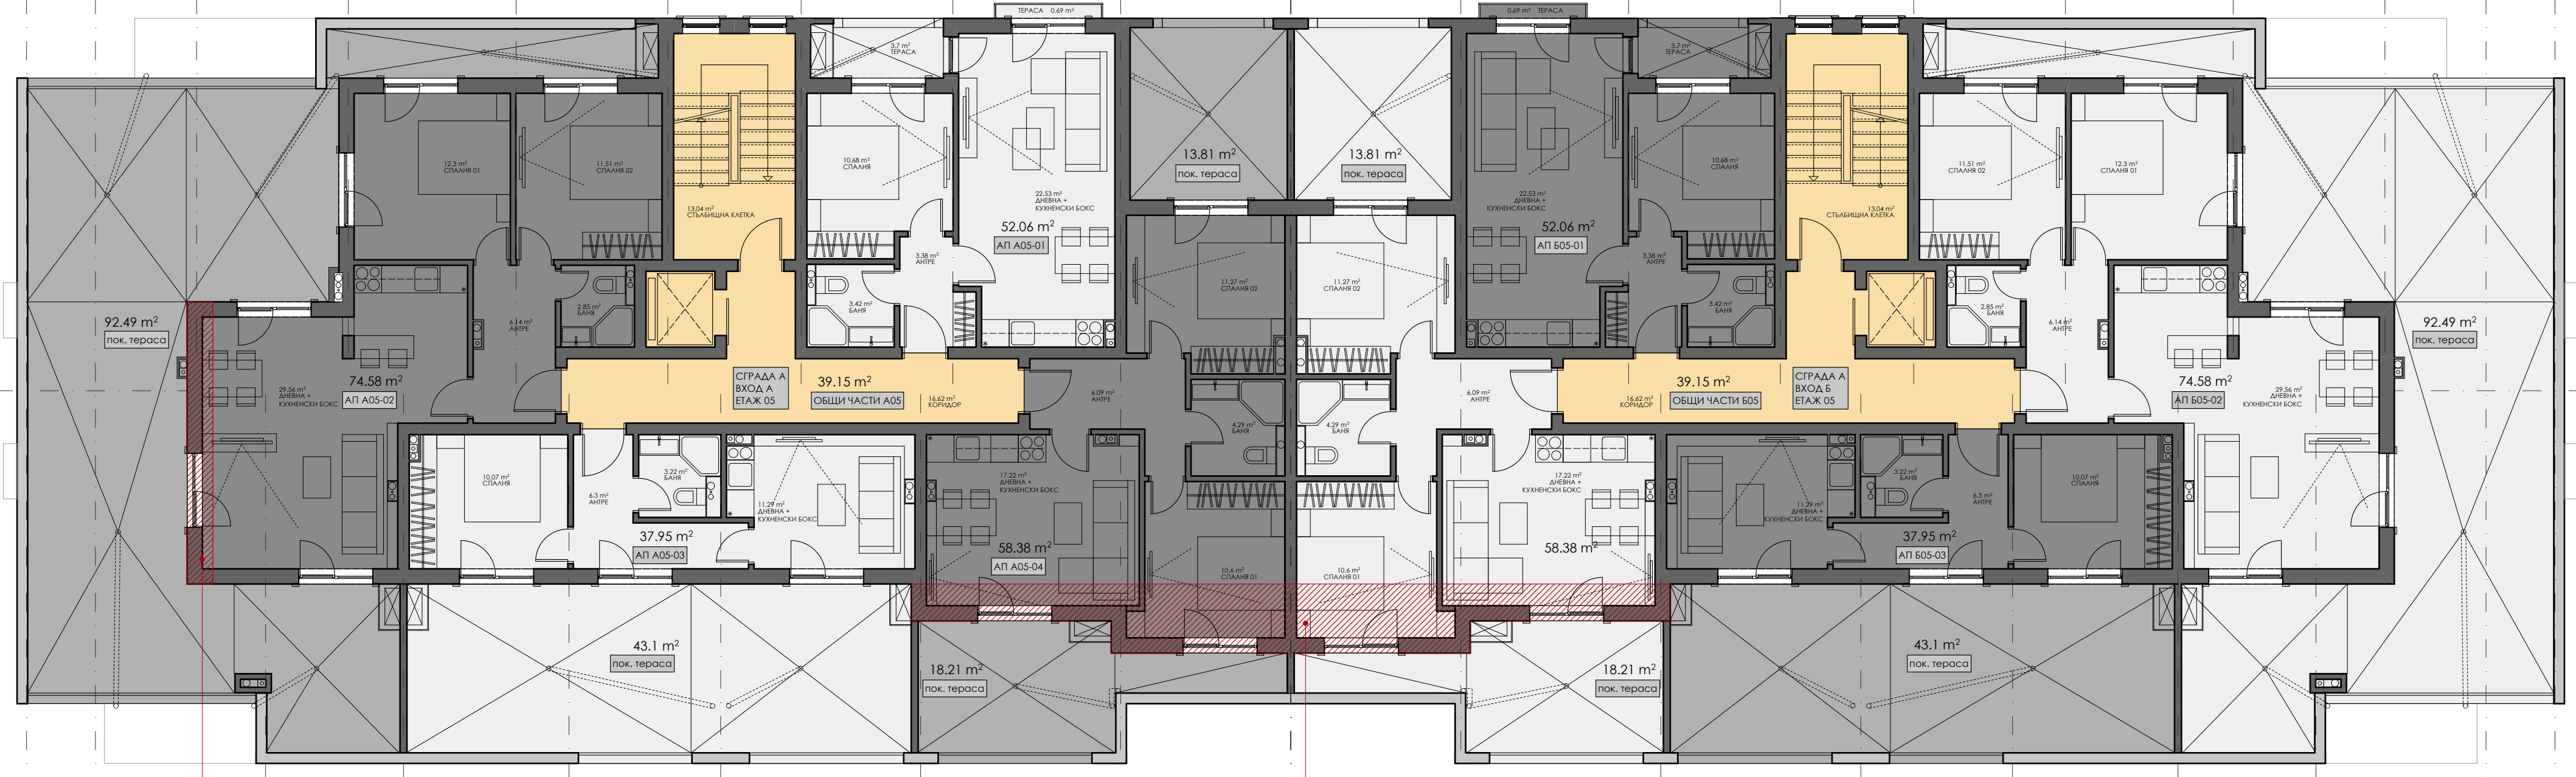 ТЕРАСА 0.69 m²
0.69 m² ТЕРАСА
3.7 m²
ТЕРАСА
3.7 m²
ТЕРАСА
12.3 m²
СПАЛНЯ 01
11.51 m²
СПАЛНЯ 02
13.04 m²
СТЪЛБИЩНА КЛЕТКА
10.68 m²
СПАЛНЯ
22.53 m²
ДНЕВНА +
КУХНЕНСКИ БОКС
52.06 m²
АП А05-01
13.81 m²
пок. тераса
13.81 m²
пок. тераса
22.53 m²
ДНЕВНА +
КУХНЕНСКИ БОКС
52.06 m²
АП Б05-01
10.68 m²
СПАЛНЯ
13.04 m²
СТЪЛБИЩНА КЛЕТКА
11.51 m²
СПАЛНЯ 02
12.3 m²
СПАЛНЯ 01
3.38 m²
АНТРЕ
3.38 m²
АНТРЕ
11.27 m²
СПАЛНЯ 02
11.27 m²
СПАЛНЯ 02
92.49 m²
пок. тераса
2.85 m²
БАНЯ
6.14 m²
АНТРЕ
3.42 m²
БАНЯ
3.42 m²
БАНЯ
2.85 m²
БАНЯ
6.14 m²
АНТРЕ
92.49 m²
пок. тераса
29.56 m²
ДНЕВНА +
КУХНЕНСКИ БОКС
74.58 m²
АП А05-02
СГРАДА А
ВХОД А
ЕТАЖ 05
39.15 m²
ОБЩИ ЧАСТИ А05
16.62 m²
КОРИДОР
6.09 m²
АНТРЕ
6.09 m²
АНТРЕ
16.62 m²
КОРИДОР
39.15 m²
ОБЩИ ЧАСТИ Б05
СГРАДА А
ВХОД Б
ЕТАЖ 05
74.58 m²
АП Б05-02
29.56 m²
ДНЕВНА +
КУХНЕНСКИ БОКС
4.29 m²
БАНЯ
4.29 m²
БАНЯ
10.07 m²
СПАЛНЯ
6.3 m²
АНТРЕ
3.22 m²
БАНЯ
11.29 m²
ДНЕВНА +
КУХНЕНСКИ БОКС
37.95 m²
АП А05-03
17.22 m²
ДНЕВНА +
КУХНЕНСКИ БОКС
58.38 m²
АП А05-04
10.6 m²
СПАЛНЯ 01
10.6 m²
СПАЛНЯ 01
17.22 m²
ДНЕВНА +
КУХНЕНСКИ БОКС
58.38 m²
11.29 m²
ДНЕВНА +
КУХНЕНСКИ БОКС
3.22 m²
БАНЯ
6.3 m²
АНТРЕ
10.07 m²
СПАЛНЯ
37.95 m²
АП Б05-03
43.1 m²
пок. тераса
18.21 m²
пок. тераса
18.21 m²
пок. тераса
43.1 m²
пок. тераса